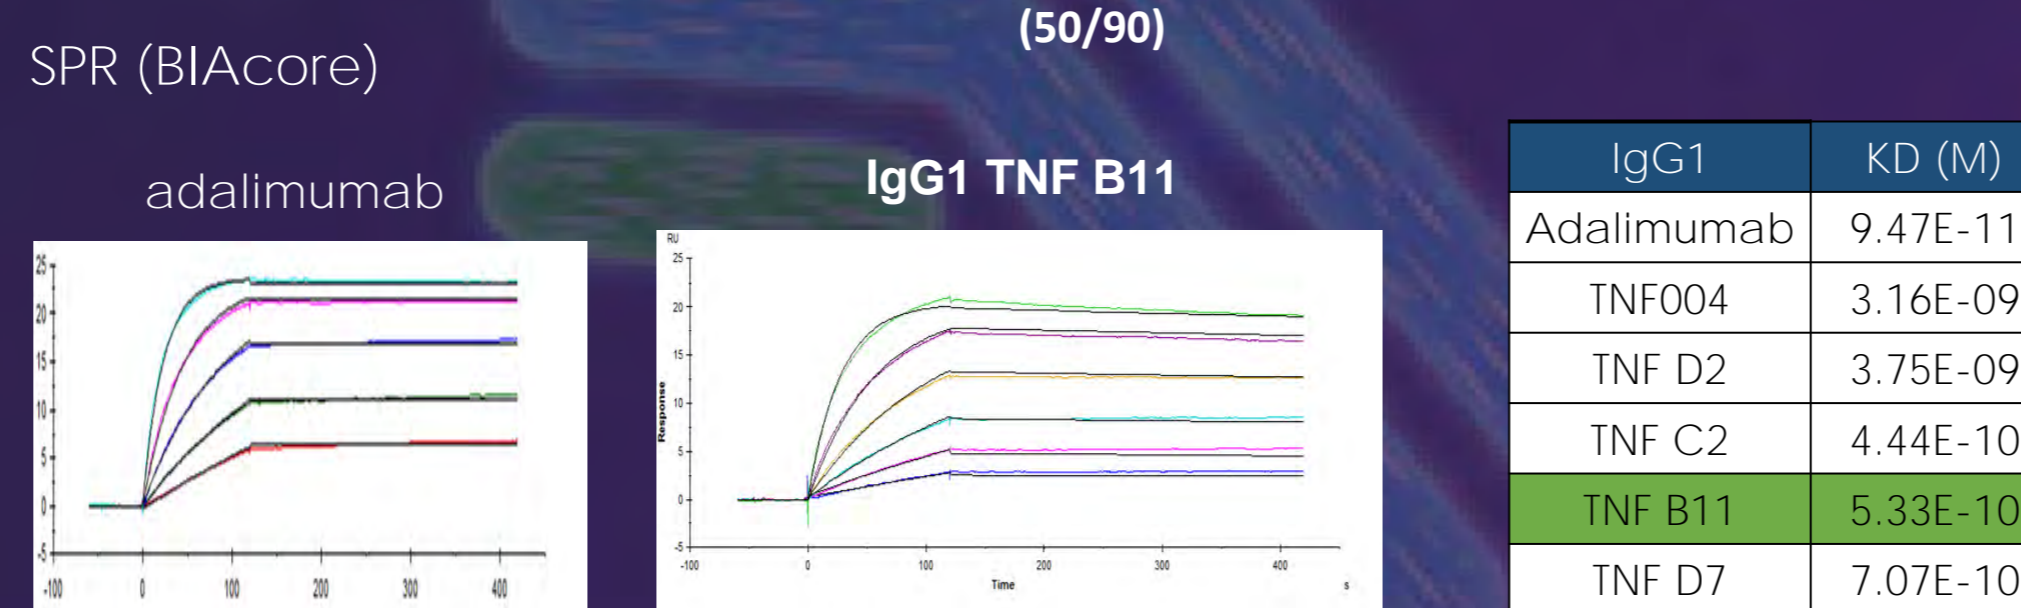 (50/90)
SPR (BIAcore)
adalimumab
25
20
15
10
5
0
-5
-100 0 100 200 300 400
IgG1 TNF B11
RU
25
20
15
10
5
0
-5
Response
-100 0 100 200 300 400
Time s
IgG1 KD (M)
Adalimumab 9.47E-11
TNF004 3.16E-09
TNF D2 3.75E-09
TNF C2 4.44E-10
TNF B11 5.33E-10
TNF D7 7.07E-10